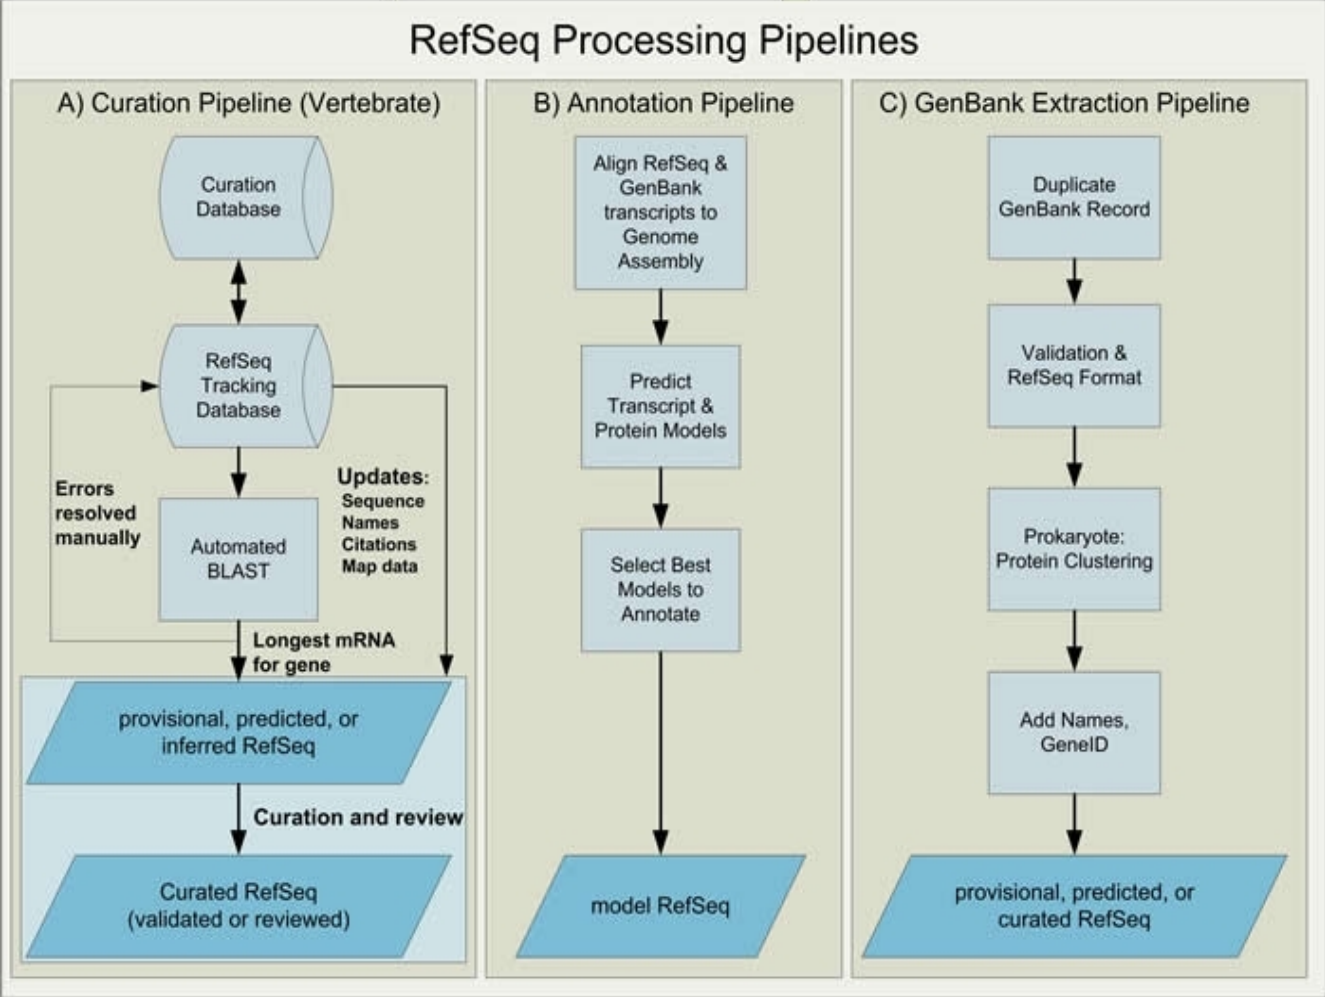 RefSeq Processing Pipelines
A) Curation Pipeline (Vertebrate)
Curation
Database
RefSeq
Tracking
Database
Errors
resolved
manually
Updates:
Sequence
Names
Citations
Map data
Automated
BLAST
Longest mRNA
for gene
provisional, predicted, or
inferred RefSeq
Curation and review
Curated RefSeq
(validated or reviewed)
B) Annotation Pipeline
Align RefSeq &
GenBank
transcripts to
Genome
Assembly
Predict
Transcript &
Protein Models
Select Best
Models to
Annotate
model RefSeq
C) GenBank Extraction Pipeline
Duplicate
GenBank Record
Validation &
RefSeq Format
Prokaryote:
Protein Clustering
Add Names,
GeneID
provisional, predicted, or
curated RefSeq